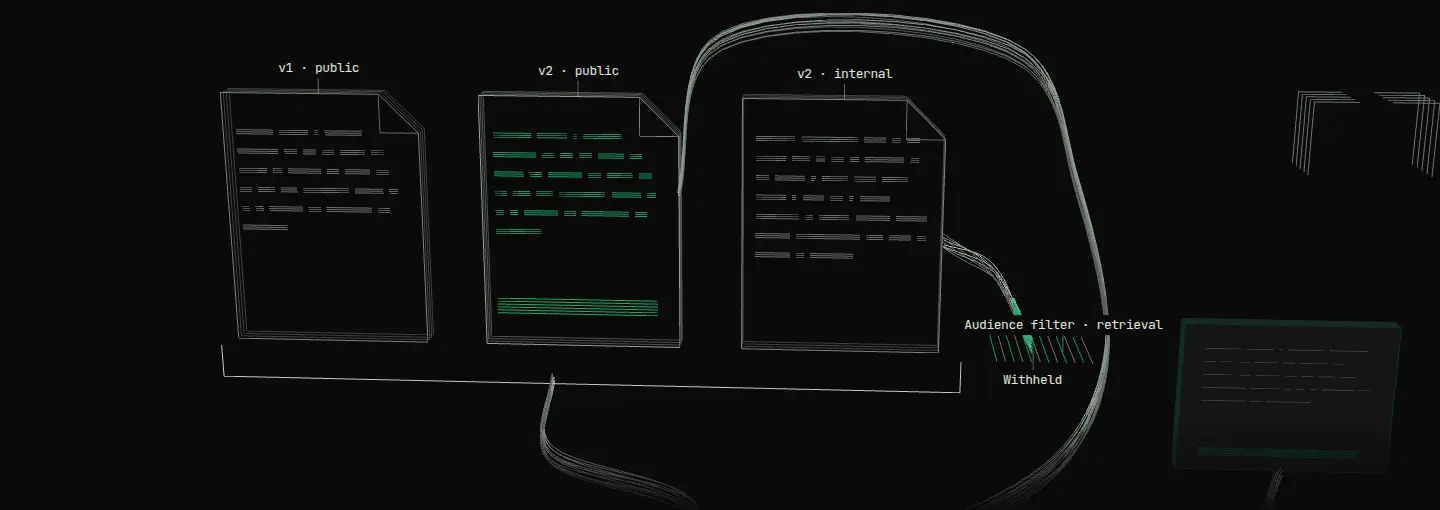 v1 · public
v2 · public
v2 · internal
Audience filter · retrieval
Withheld